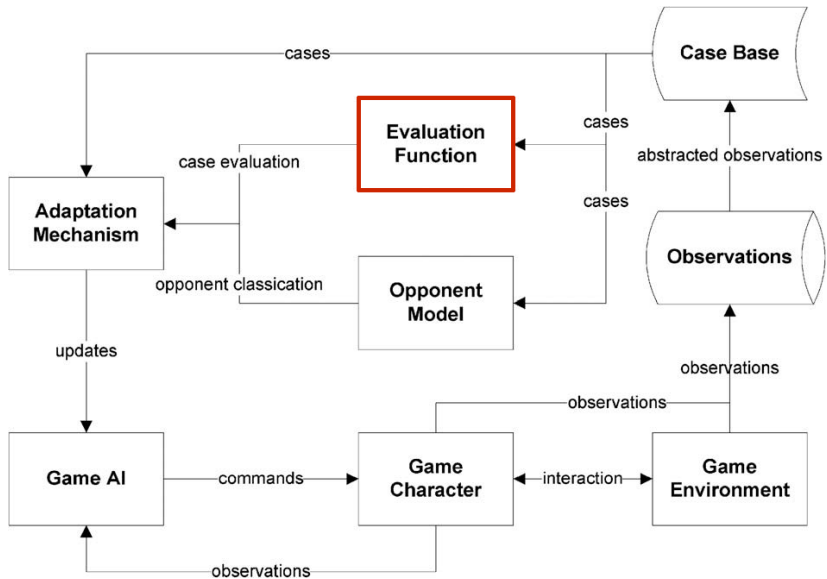 cases
Case Base
Evaluation
Function
cases
case evaluation
abstracted observations
Adaptation
Mechanism
cases
Observations
opponent classication
Opponent
Model
updates
observations
observations
Game AI
commands
Game
Character
interaction
Game
Environment
observations